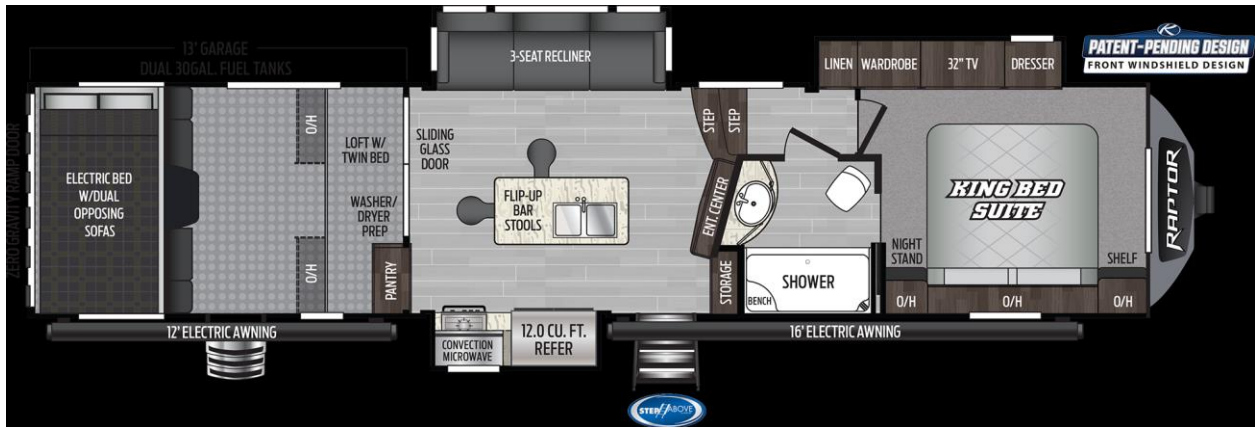 13' GARAGE
DUAL 30GAL. FUEL TANKS
ZERO GRAVITY RAMP DOOR
ELECTRIC BED
W/DUAL
OPPOSING
SOFAS
O/H
O/H
LOFT W/
TWIN BED
WASHER/
DRYER
PREP
PANTRY
12' ELECTRIC AWNING
3-SEAT RECLINER
SLIDING
GLASS
DOOR
FLIP-UP
BAR
STOOLS
CONVECTION
MICROWAVE
12.0 CU. FT.
REFER
STEP
STEP
ENT. CENTER
STORAGE
BENCH
SHOWER
16' ELECTRIC AWNING
STEP ABOVE
LINEN
WARDROBE
32" TV
DRESSER
KING BED
SUITE
NIGHT
STAND
SHELF
O/H
O/H
O/H
K
PATENT-PENDING DESIGN
FRONT WINDSHIELD DESIGN
RAPTOR